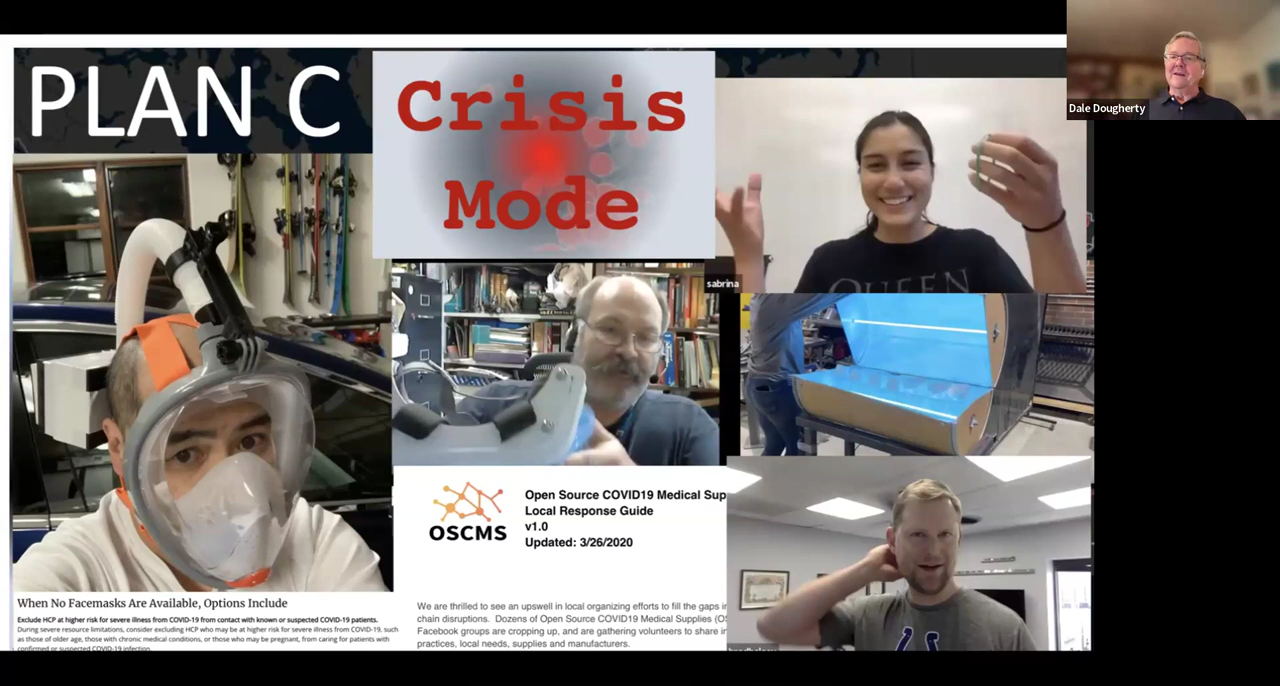 PLAN C
Crisis
Mode
Dale Dougherty
QUEEN
sabrina
OSCMS
Open Source COVID19 Medical Sup
Local Response Guide
v1.0
Updated: 3/26/2020
When No Facemasks Are Available, Options Include
Exclude HCP at higher risk for severe illness from COVID-19 from contact with known or suspected COVID-19 patients.
During severe resource limitations, consider excluding HCP who may be at higher risk for severe illness from COVID-19, such
as those of older age, those with chronic medical conditions, or those who may be pregnant, from caring for patients with
confirmed or suspected COVID-19 infection.
We are thrilled to see an upswell in local organizing efforts to fill the gaps in
chain disruptions. Dozens of Open Source COVID19 Medical Supplies (OS
Facebook groups are cropping up, and are gathering volunteers to share in
practices, local needs, supplies and manufacturers.